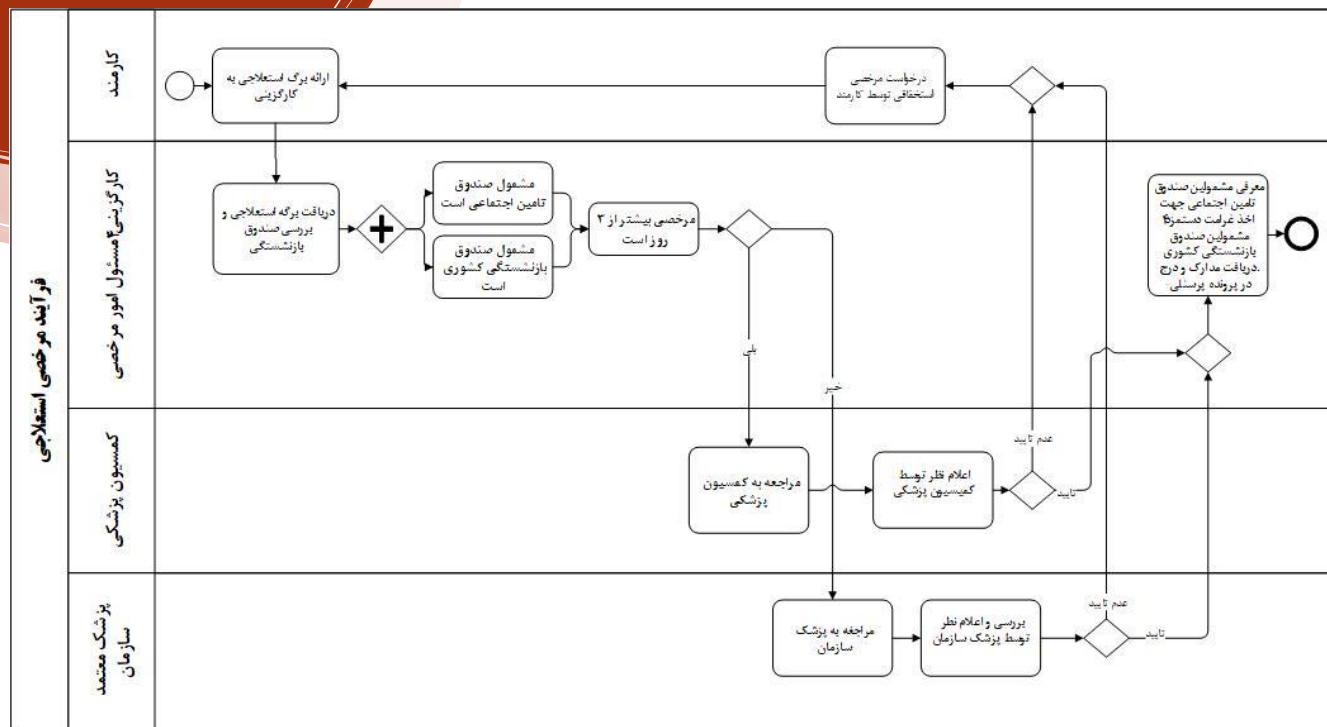 فرآیند مرخصی استعلاجی
کارمند
ارائه برگ استعلاجی به
کارگزینی
درخواست مرخصی
استحقاقی توسط کارمند
کارگزینی مسئول امور مرخصی
دریافت برگه استعلاجی و
بررسی صندوق
بازنشستگی
مشمول صندوق
تامین اجتماعی است
مشمول صندوق
بازنشستگی کشوری
است
مرخصی بیشتر از ۳
روز است
بلی
خیر
معرفی مشمولین صندوق
تامین اجتماعی جهت
اخذ غرامت دستمزد
مشمولین صندوق
بازنشستگی کشوری
.دریافت مدارک و درج
در پرونده پرسنلی
کمسیون پزشکی
مراجعه به کمسیون
پزشکی
اعلام نظر توسط
کمیسیون پزشکی
عدم تایید
تایید
پزشک معتمد
سازمان
مراجعه به پزشک
سازمان
بررسی و اعلام نظر
توسط پزشک سازمان
عدم تایید
تایید